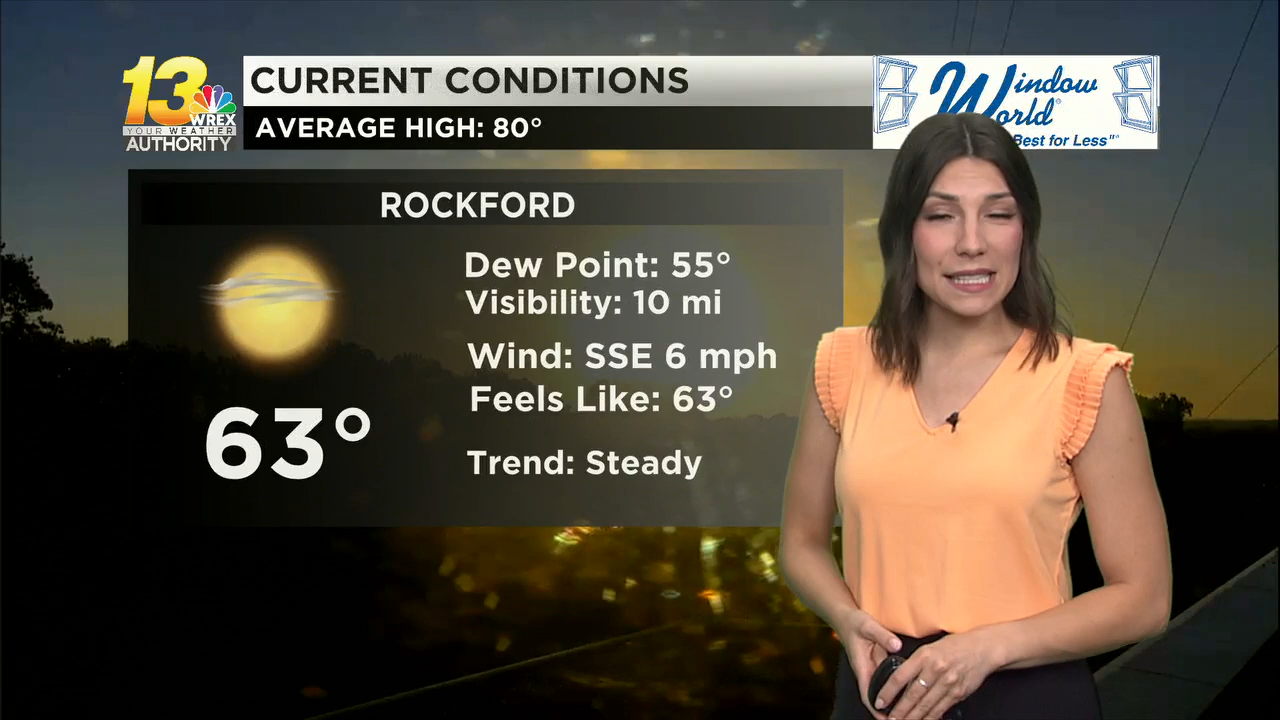 13
WREX
YOUR WEATHER
AUTHORITY
CURRENT CONDITIONS
AVERAGE HIGH: 80°
Window
World®
Best for Less"
ROCKFORD
63°
Dew Point: 55°
Visibility: 10 mi
Wind: SSE 6 mph
Feels Like: 63°
Trend: Steady